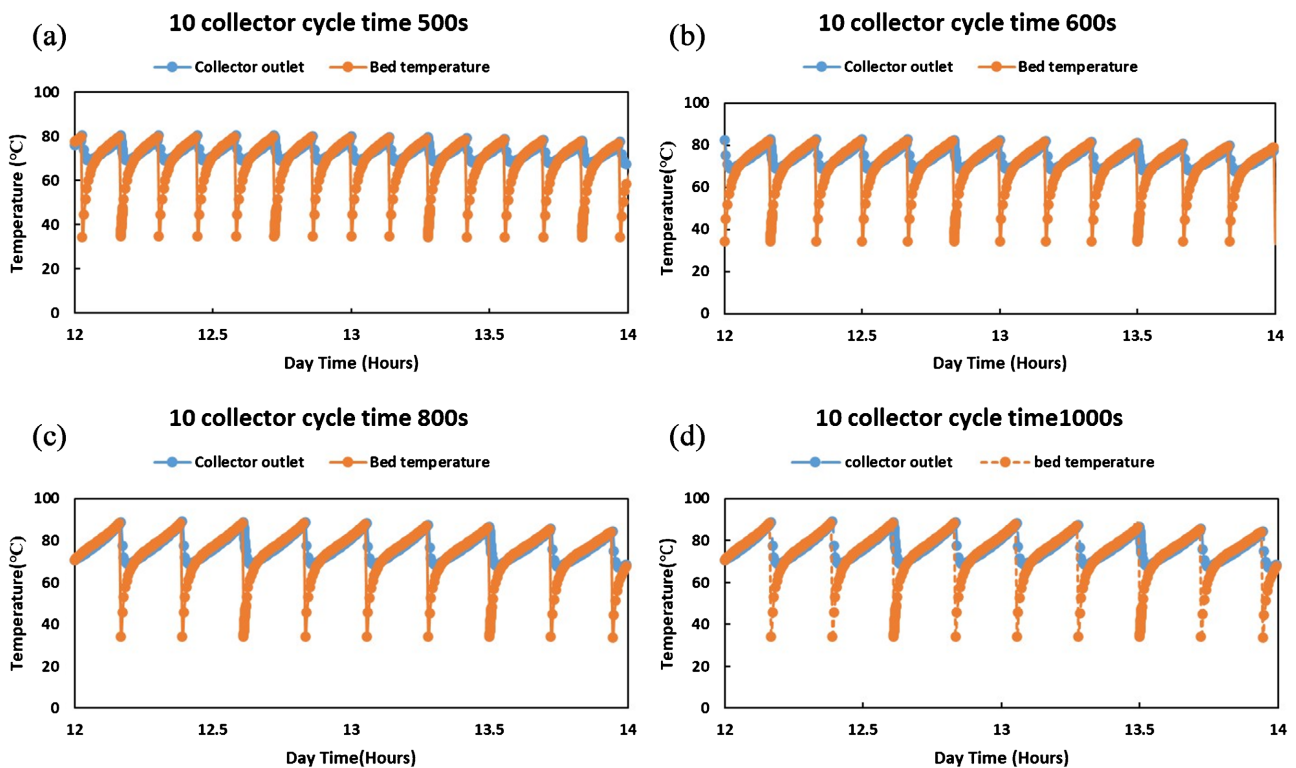 (a)
10 collector cycle time 500s
Collector outlet
Bed temperature
100
80
60
40
20
0
Temperature (°C)
12
12.5
13
13.5
14
Day Time (Hours)
(b)
10 collector cycle time 600s
Collector outlet
Bed temperature
100
80
60
40
20
0
Temperature(°C)
12
12.5
13
13.5
14
Day Time (Hours)
(c)
10 collector cycle time 800s
Collector outlet
Bed temperature
100
80
60
40
20
0
Temperature(°C)
12
12.5
13
13.5
14
Day Time(Hours)
(d)
10 collector cycle time1000s
collector outlet
bed temperature
100
80
60
40
20
0
Temperature(°C)
12
12.5
13
13.5
14
Day Time (Hours)